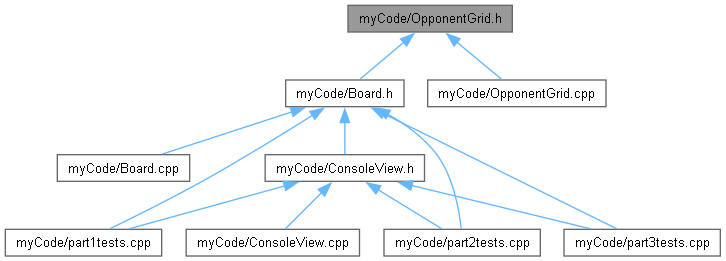 myCode/OpponentGrid.h
myCode/Board.h
myCode/OpponentGrid.cpp
myCode/Board.cpp
myCode/ConsoleView.h
myCode/part1tests.cpp
myCode/ConsoleView.cpp
myCode/part2tests.cpp
myCode/part3tests.cpp